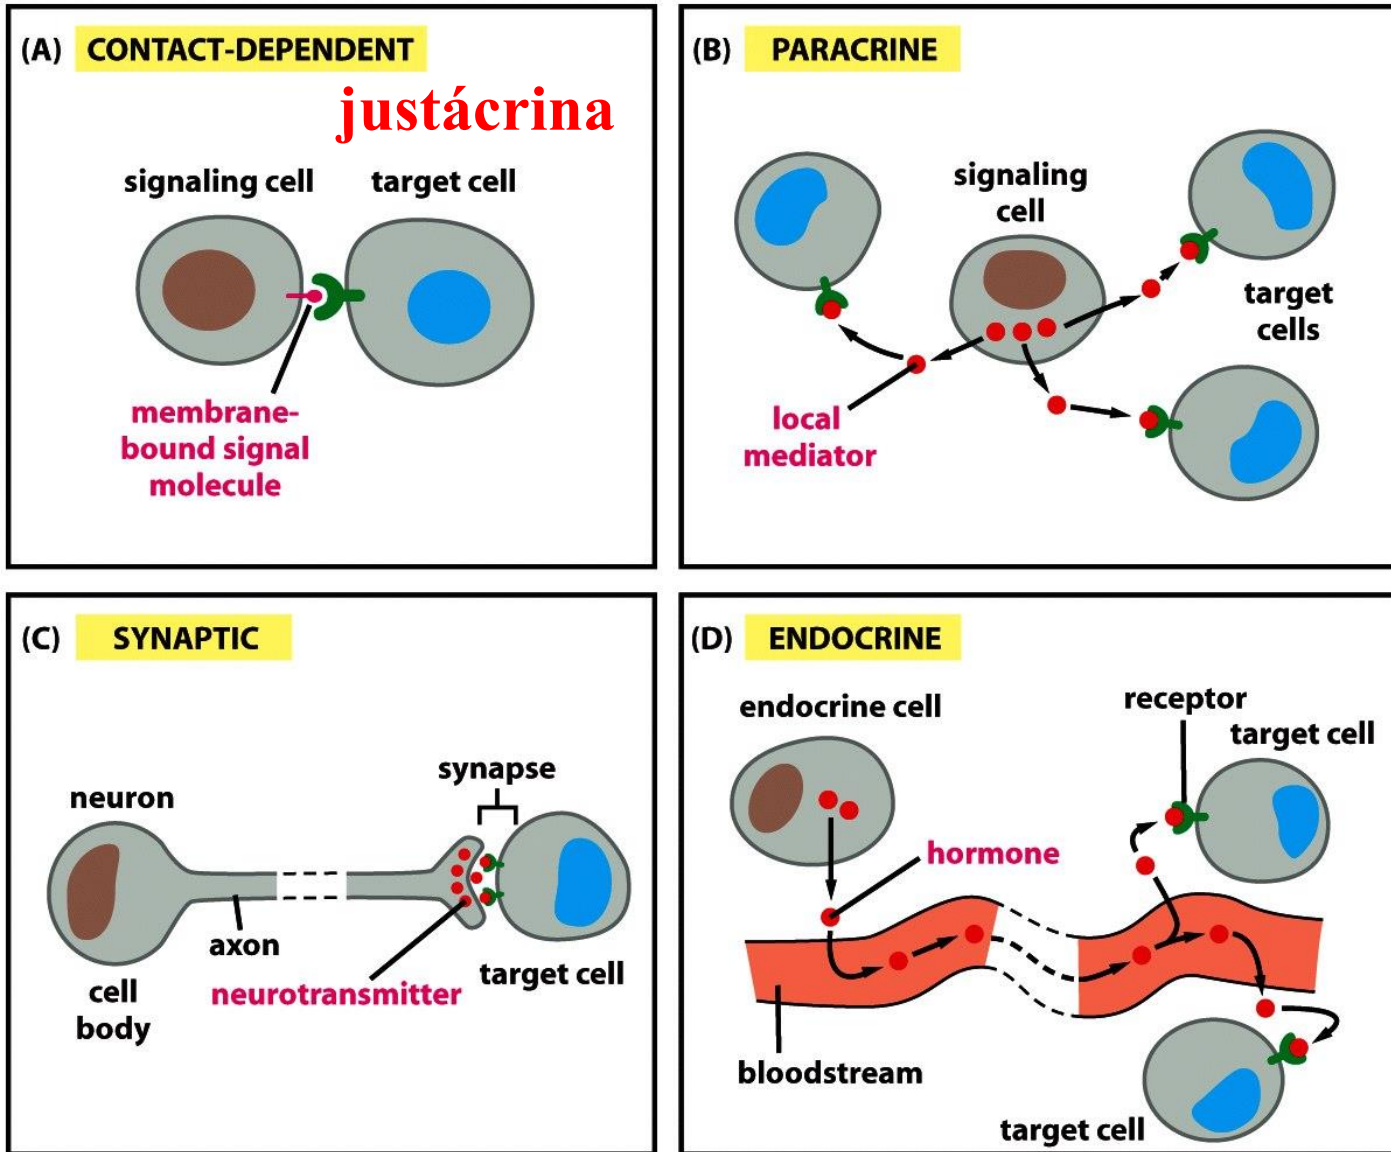 (A) CONTACT-DEPENDENT
justácrina
signaling cell
target cell
membrane-
bound signal
molecule
(B) PARACRINE
signaling
cell
target
cells
local
mediator
(C) SYNAPTIC
synapse
neuron
axon
target cell
cell
body
neurotransmitter
(D) ENDOCRINE
receptor
endocrine cell
target cell
hormone
bloodstream
target cell